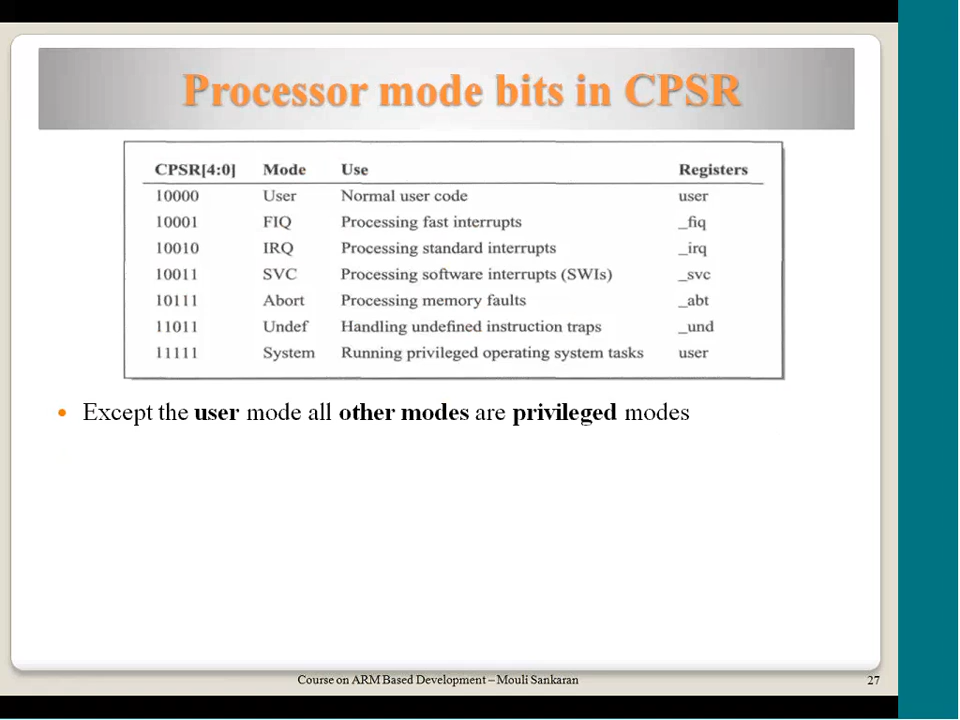 Processor mode bits in CPSR
CPSR[4:0] Mode Use Registers
10000 User Normal user code user
10001 FIQ Processing fast interrupts _fiq
10010 IRQ Processing standard interrupts _irq
10011 SVC Processing software interrupts (SWIs) _svc
10111 Abort Processing memory faults _abt
11011 Undef Handling undefined instruction traps _und
11111 System Running privileged operating system tasks user
• Except the user mode all other modes are privileged modes
Course on ARM Based Development – Mouli Sankaran 27